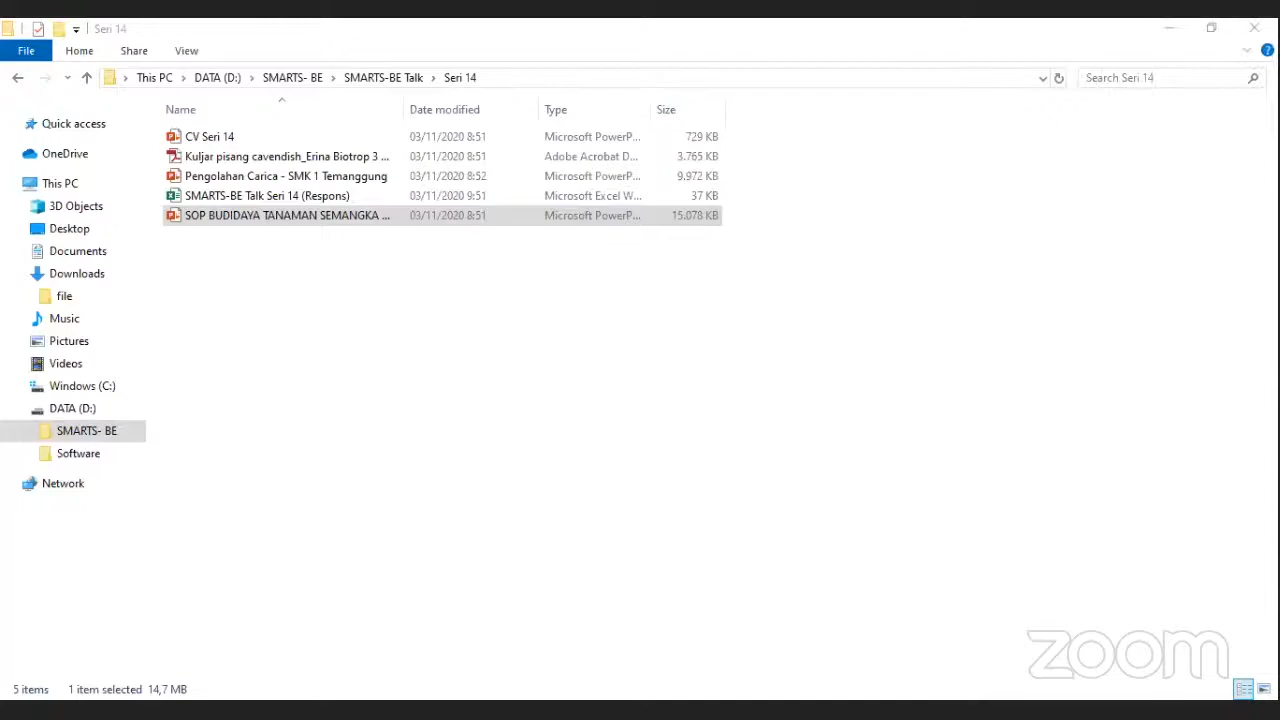 Seri 14
File Home Share View
This PC DATA (D:) SMARTS- BE SMARTS-BE Talk Seri 14 Search Seri 14
Name Date modified Type Size
Quick access
OneDrive
This PC
3D Objects
Desktop
Documents
Downloads
file
Music
Pictures
Videos
Windows (C:)
DATA (D:)
SMARTS- BE
Software
Network
CV Seri 14 03/11/2020 8:51 Microsoft PowerP... 729 KB
Kuljar pisang cavendish_Erina Biotrop 3 ... 03/11/2020 8:51 Adobe Acrobat D... 3.765 KB
Pengolahan Carica - SMK 1 Temanggung 03/11/2020 8:52 Microsoft PowerP... 9.972 KB
SMARTS-BE Talk Seri 14 (Respons) 03/11/2020 9:51 Microsoft Excel W... 37 KB
SOP BUDIDAYA TANAMAN SEMANGKA ... 03/11/2020 8:51 Microsoft PowerP... 15.078 KB
zoom
5 items 1 item selected 14,7 MB